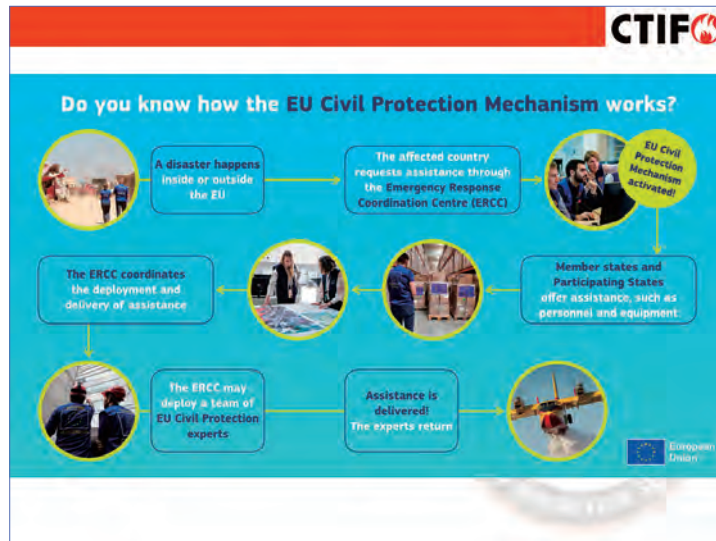 CTIF
Do you know how the EU Civil Protection Mechanism works?
A disaster happens
inside or outside
the EU
The affected country
requests assistance through
the Emergency Response
Coordination Centre (ERCC)
EU Civil
Protection
Mechanism
activated!
Member states and
Participating States
offer assistance, such as
personnel and equipment
The ERCC coordinates
the deployment and
delivery of assistance
The ERCC may
deploy a team of
EU Civil Protection
experts
Assistance is
delivered!
The experts return
European
Union